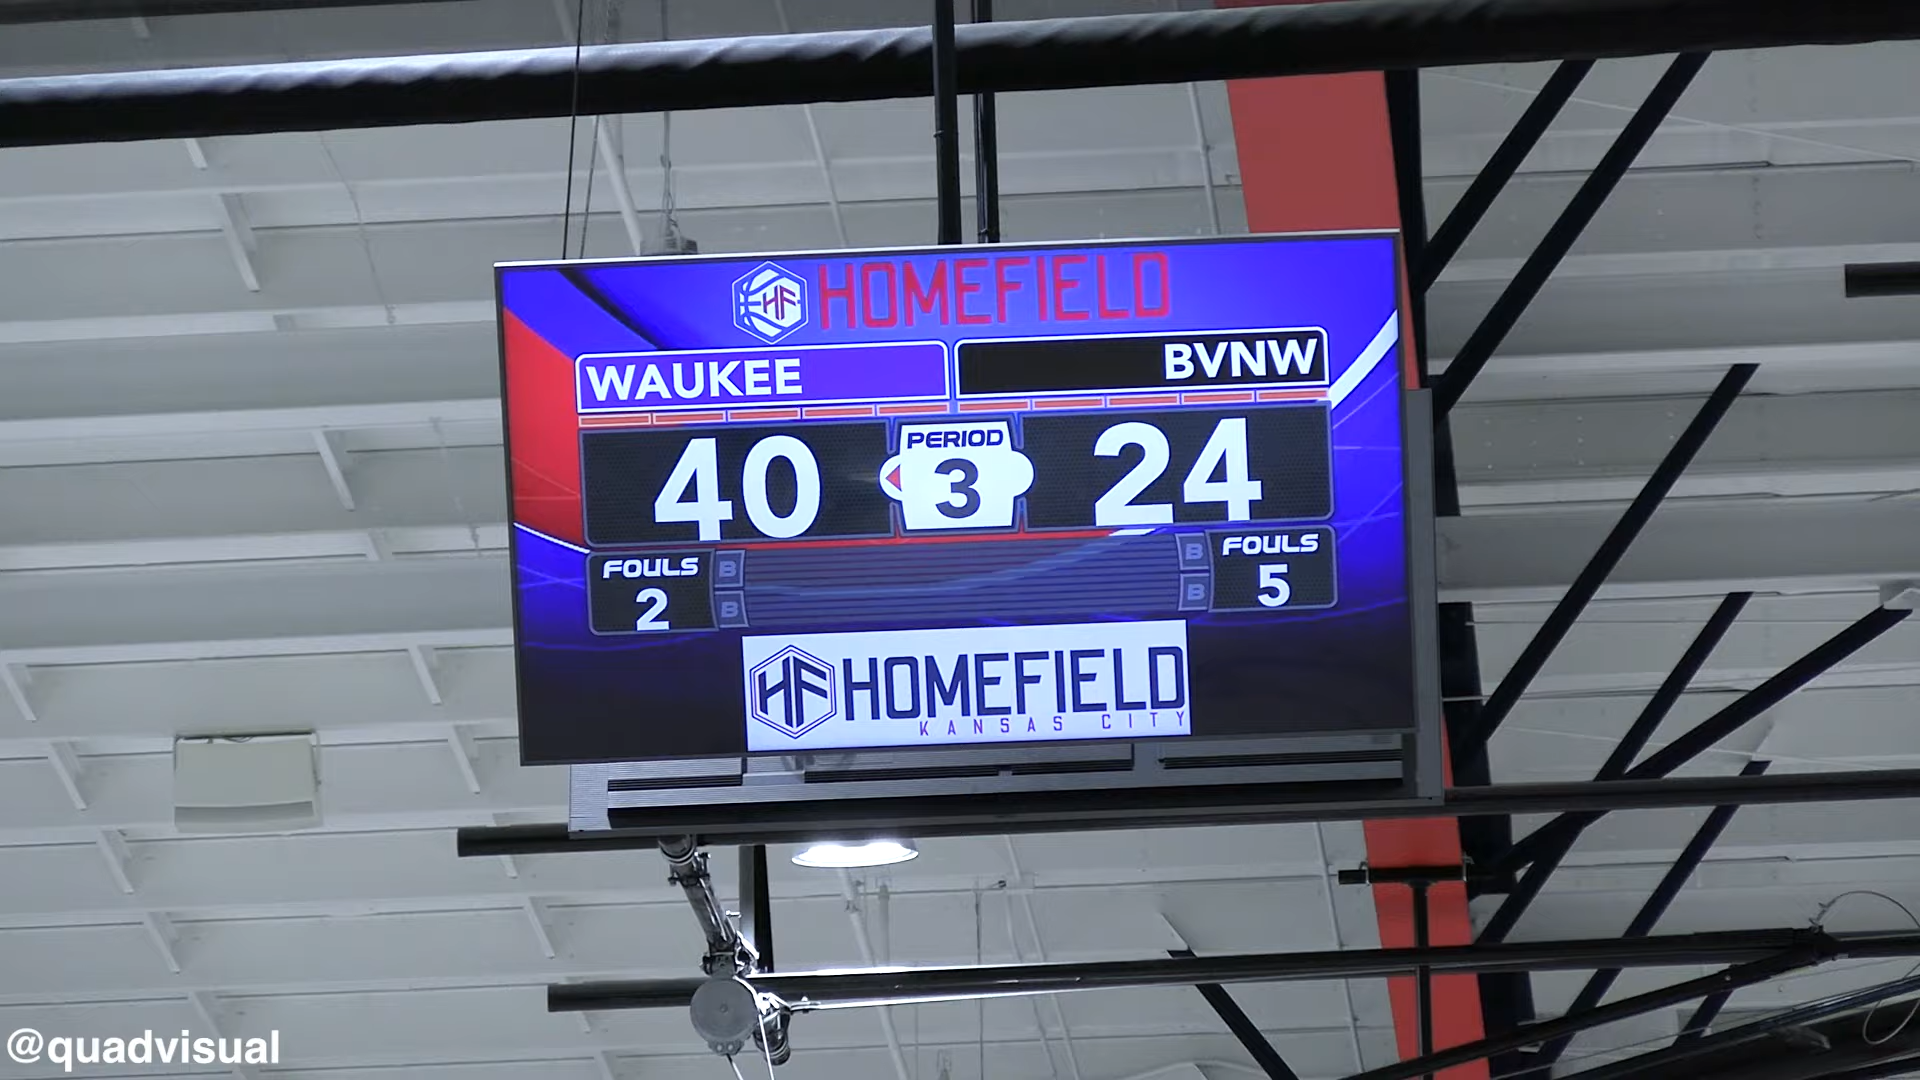 HF HOMEFIELD
WAUKEE
BVNW
40
PERIOD
3
24
FOULS
2
B
B
B
B
FOULS
5
HF HOMEFIELD
KANSAS CITY
@quadvisual